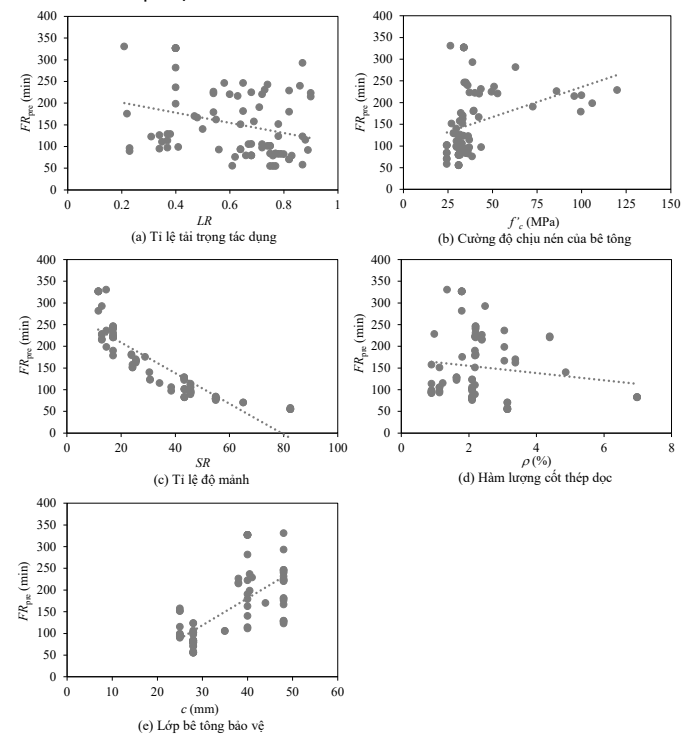 400
350
300
250
200
150
100
50
0
FRpre (min)
0 0.2 0.4 0.6 0.8 1
LR
(a) Tỉ lệ tải trọng tác dụng
400
350
300
250
200
150
100
50
0
FRpre (min)
0 25 50 75 100 125 150
f'c (MPa)
(b) Cường độ chịu nén của bê tông
400
350
300
250
200
150
100
50
0
FRpre (min)
0 20 40 60 80 100
SR
(c) Tỉ lệ độ mảnh
400
350
300
250
200
150
100
50
0
FRpre (min)
0 2 4 6 8
ρ (%)
(d) Hàm lượng cốt thép dọc
400
350
300
250
200
150
100
50
0
FRpre (min)
0 10 20 30 40 50 60
c (mm)
(e) Lớp bê tông bảo vệ